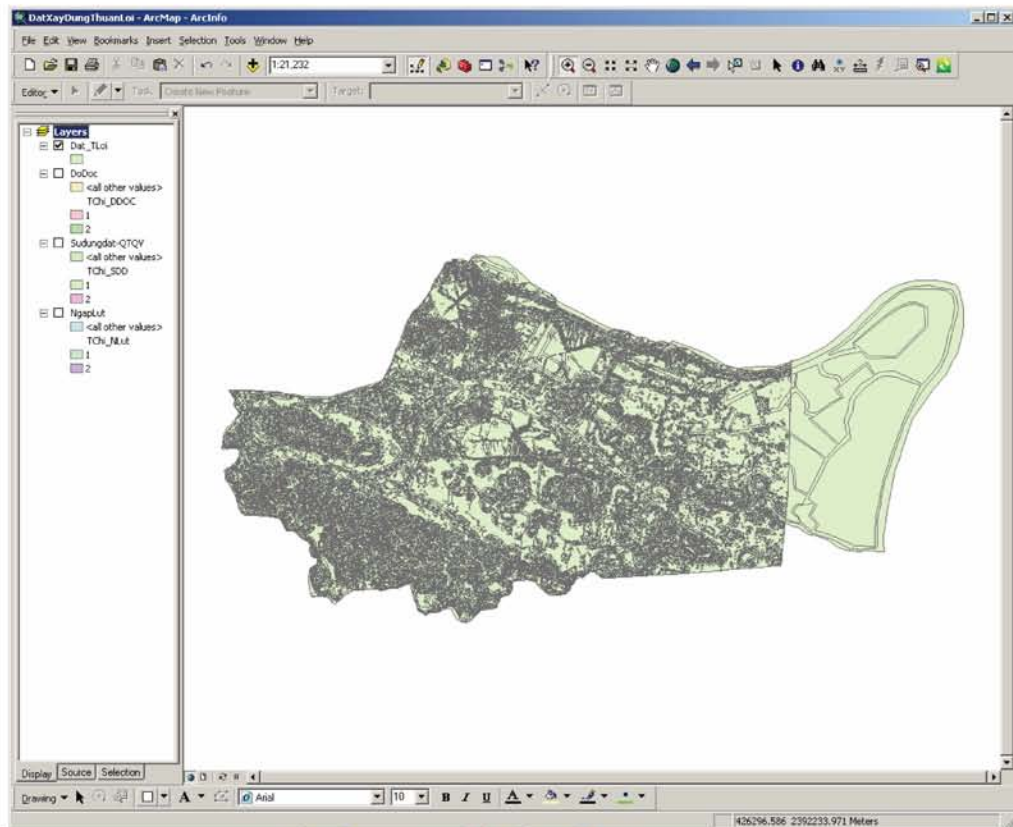 DatXayDungThuanLoi - ArcMap - ArcInfo
File Edit View Bookmarks Insert Selection Tools Window Help
1:21,232
Editor Task: Create New Feature Target:
Layers
Dat_TLoi
DoDoc
<all other values>
TChi_DDOC
1
2
Sudungdat-QTQV
<all other values>
TChi_SDD
1
2
NgapLut
<all other values>
TChi_NLut
1
2
Display Source Selection
Drawing A Arial 10 B I U A
426296.586 2392233.971 Meters